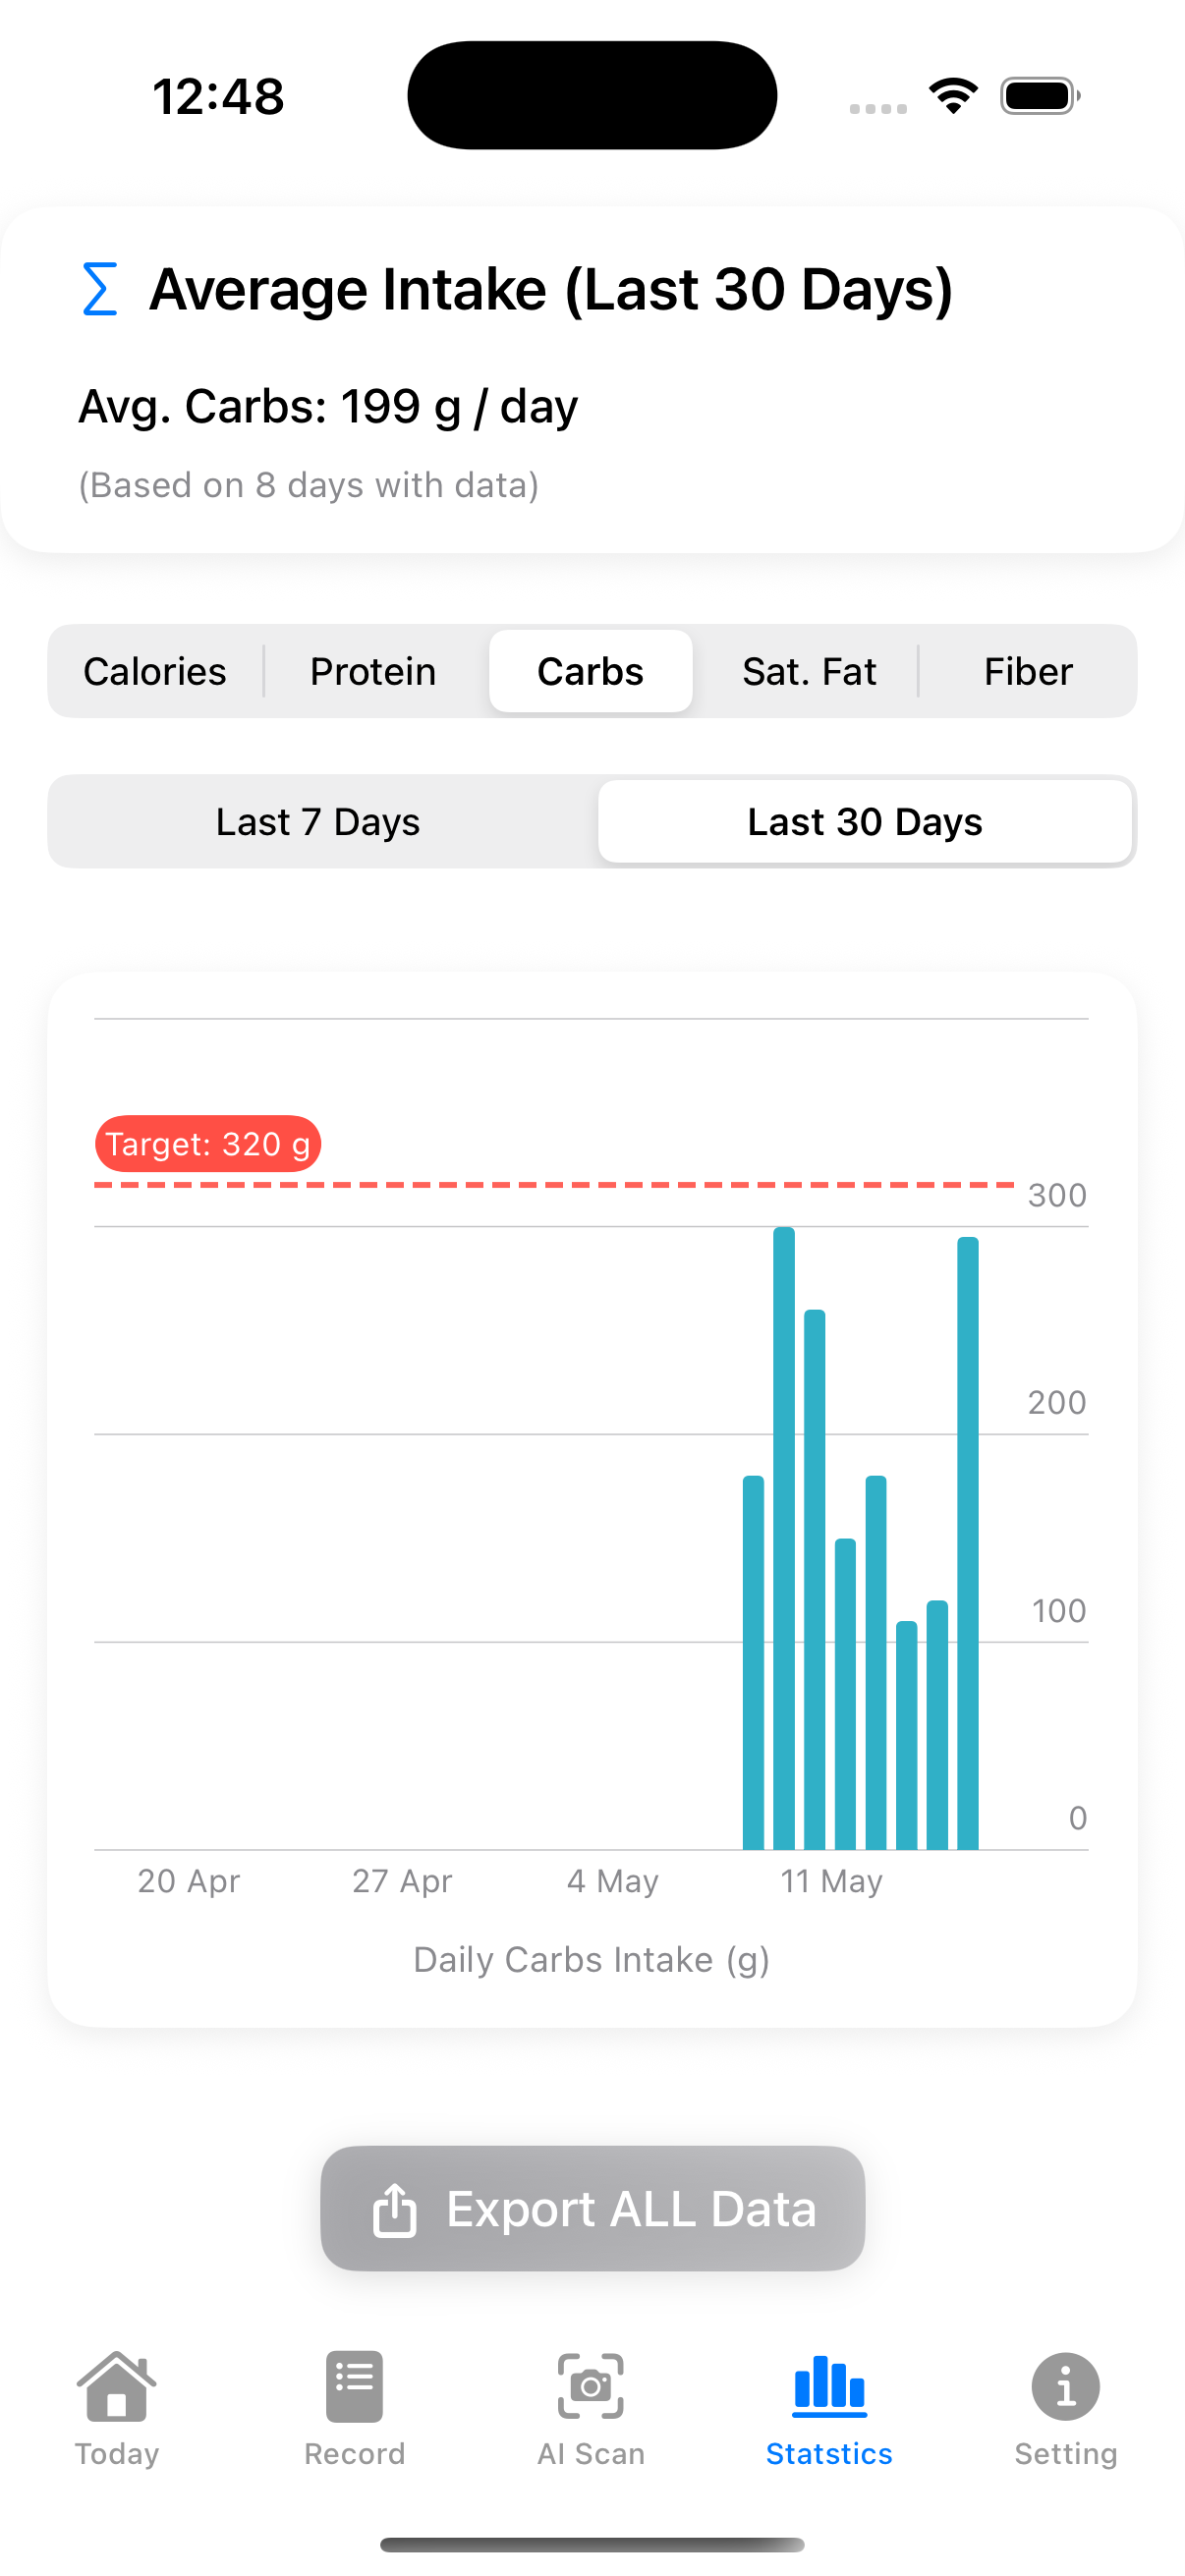 12:48
Average Intake (Last 30 Days)
Avg. Carbs: 199 g / day
(Based on 8 days with data)
Calories Protein Carbs Sat. Fat Fiber
Last 7 Days Last 30 Days
Target: 320 g
300
200
100
0
20 Apr 27 Apr 4 May 11 May
Daily Carbs Intake (g)
Export ALL Data
Today Record AI Scan Statstics Setting